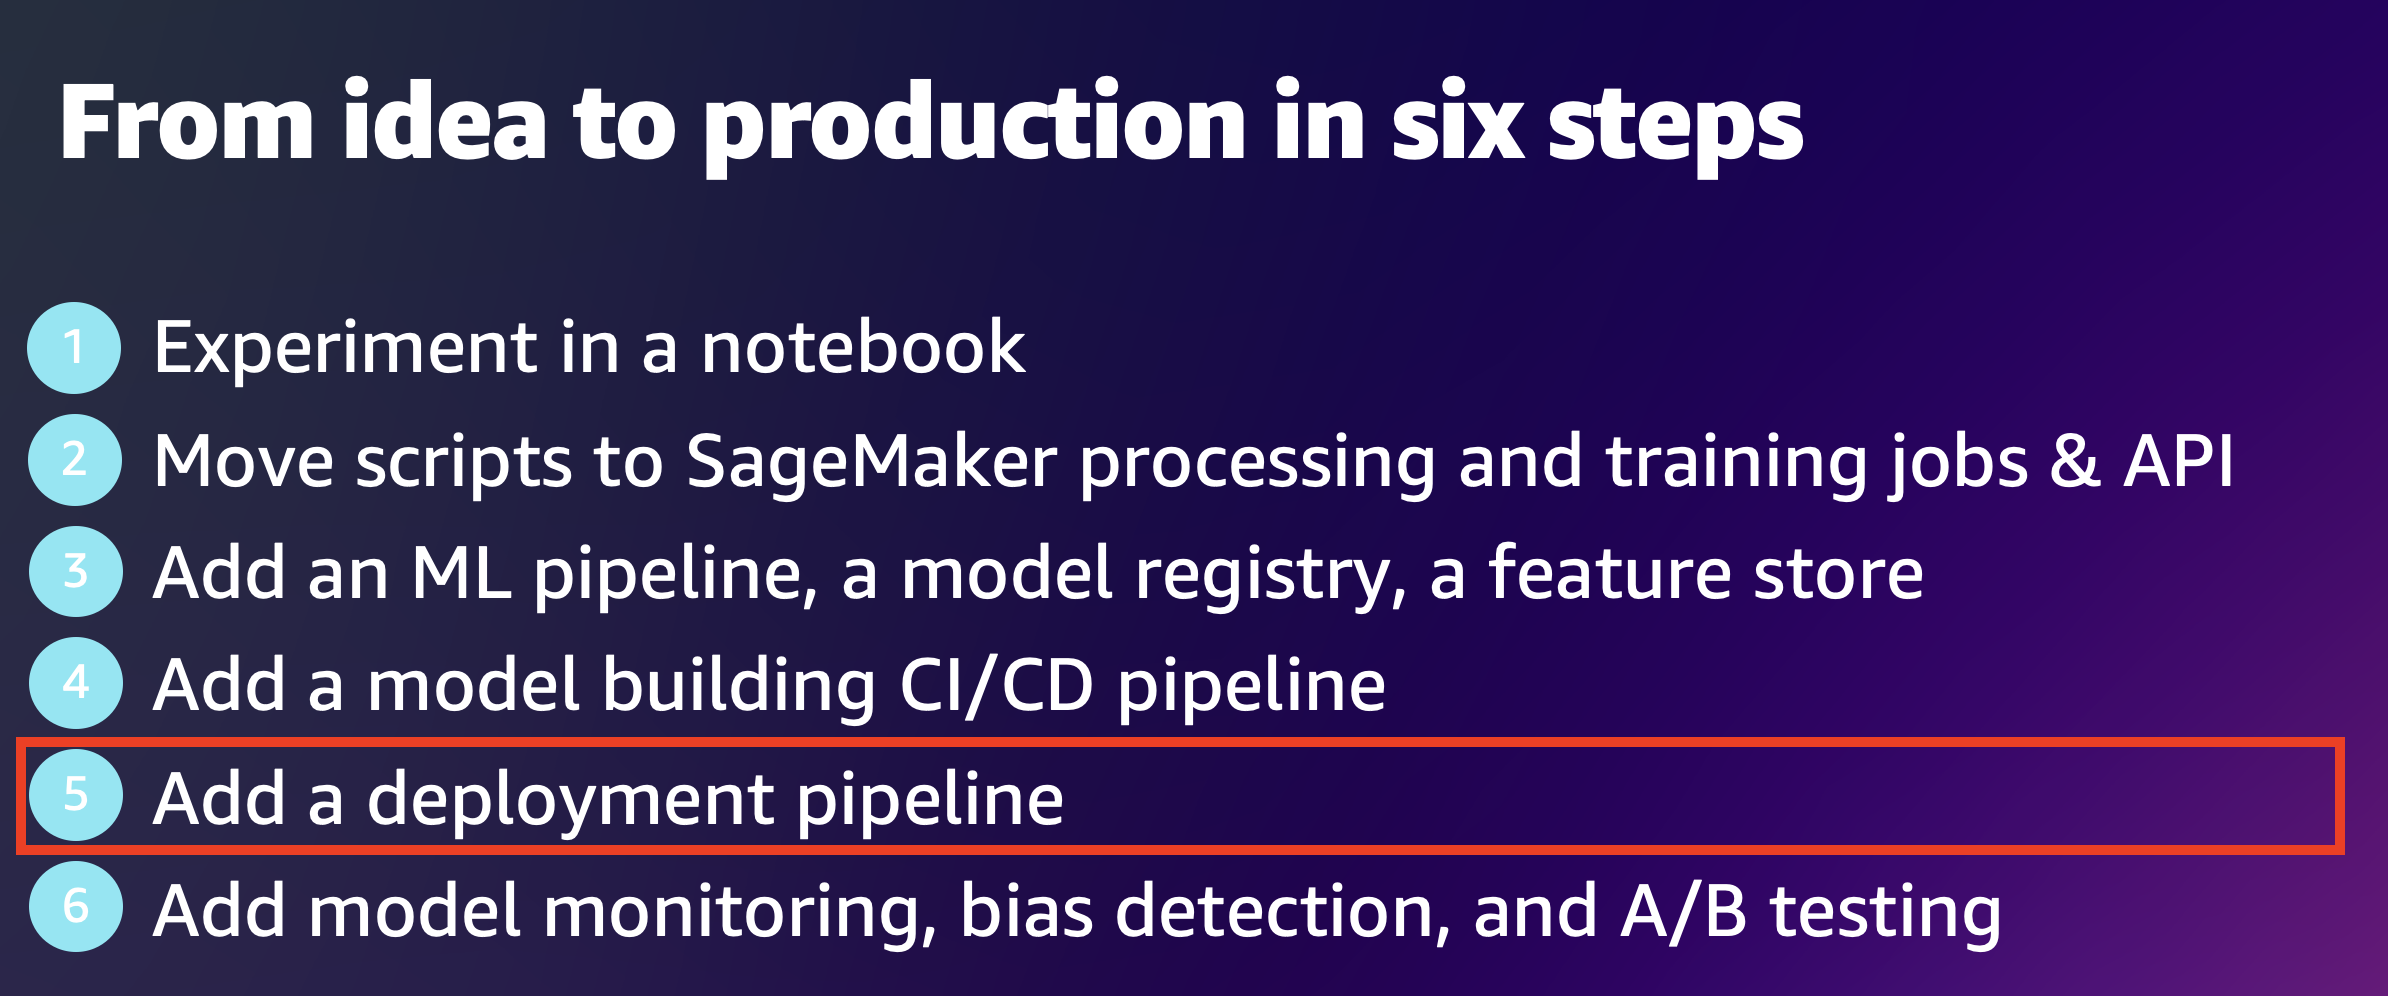 From idea to production in six steps
1 Experiment in a notebook
2 Move scripts to SageMaker processing and training jobs & API
3 Add an ML pipeline, a model registry, a feature store
4 Add a model building CI/CD pipeline
5 Add a deployment pipeline
6 Add model monitoring, bias detection, and A/B testing